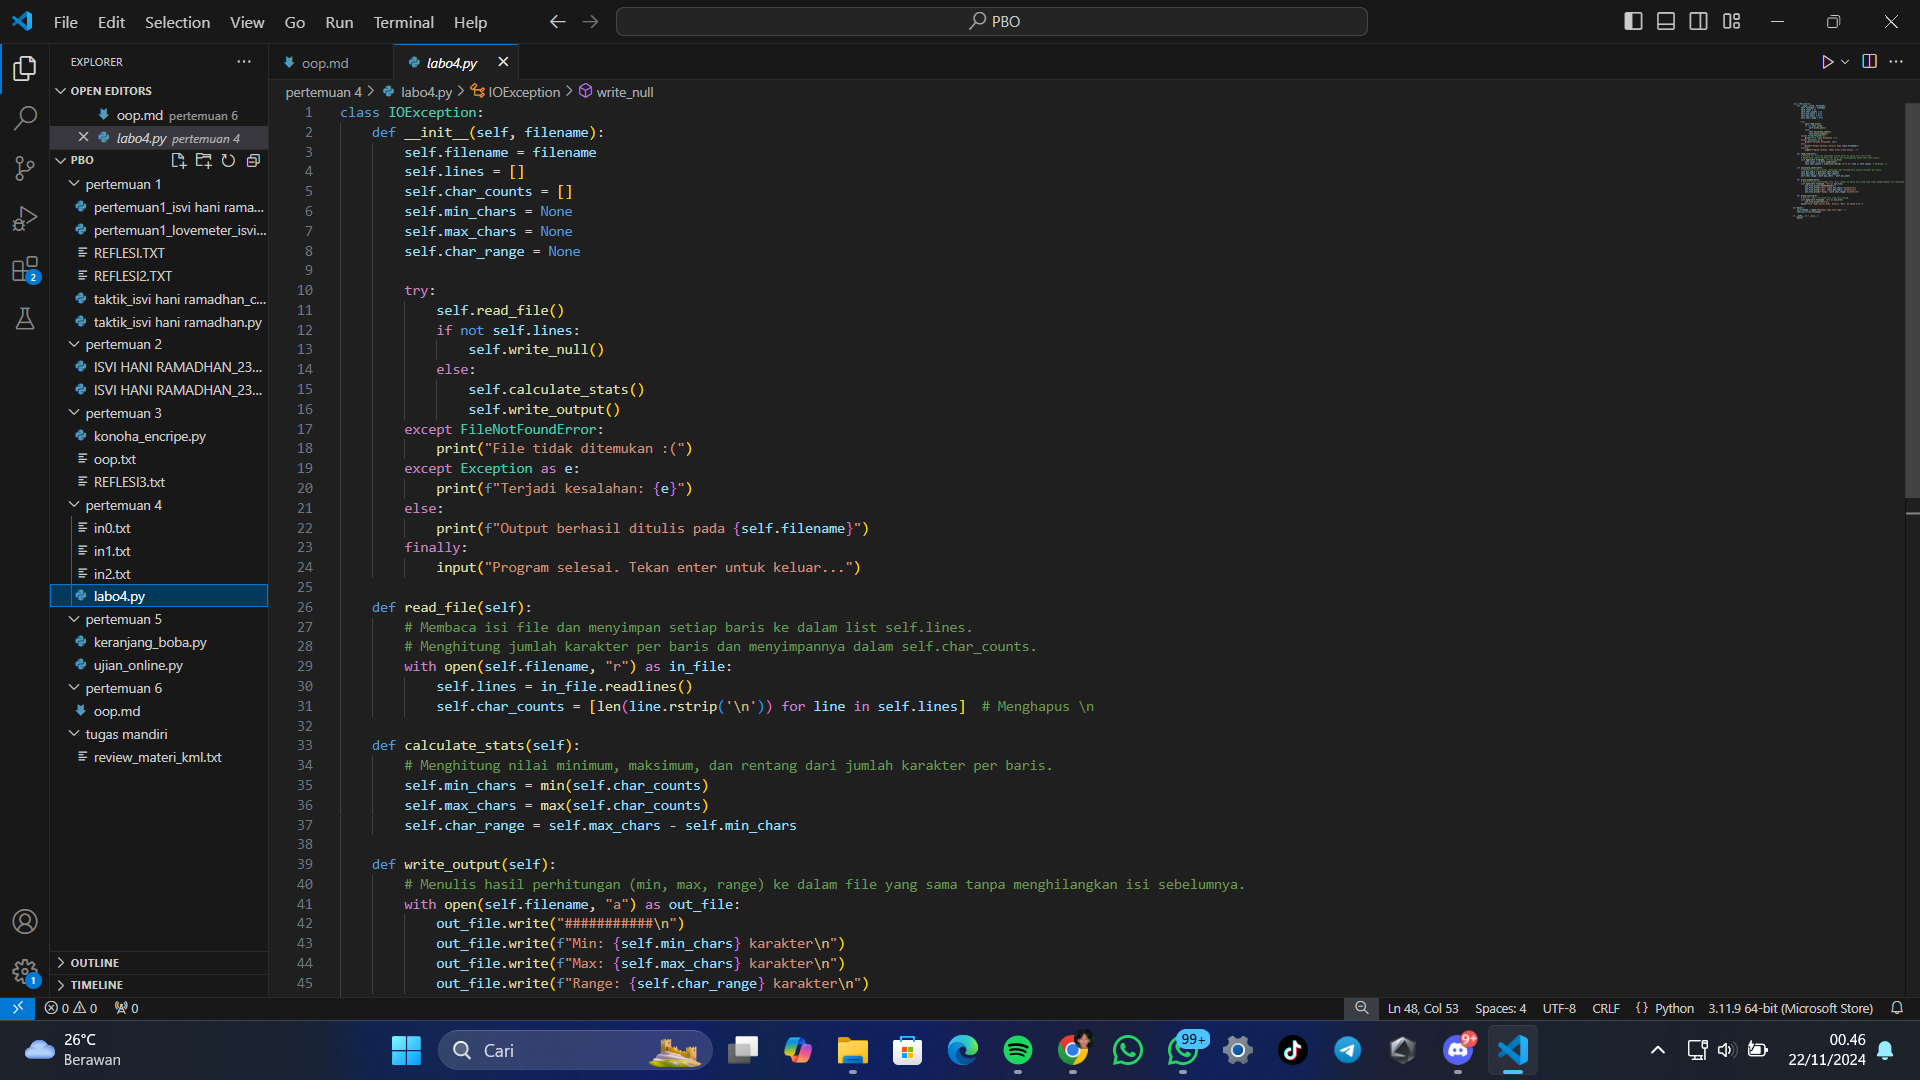 File Edit Selection View Go Run Terminal Help
PBO
EXPLORER
OPEN EDITORS
oop.md pertemuan 6
labo4.py pertemuan 4
PBO
pertemuan 1
pertemuan1_isvi hani rama...
pertemuan1_lovemeter_isvi...
REFLESI.TXT
REFLESI2.TXT
taktik_isvi hani ramadhan_c...
taktik_isvi hani ramadhan.py
pertemuan 2
ISVI HANI RAMADHAN_23...
ISVI HANI RAMADHAN_23...
pertemuan 3
konoha_encripe.py
oop.txt
REFLESI3.txt
pertemuan 4
in0.txt
in1.txt
in2.txt
labo4.py
pertemuan 5
keranjang_boba.py
ujian_online.py
pertemuan 6
oop.md
tugas mandiri
review_materi_kml.txt
OUTLINE
TIMELINE
2
1
oop.md
labo4.py
pertemuan 4 > labo4.py > IOException > write_null
1 class IOException:
2     def __init__(self, filename):
3         self.filename = filename
4         self.lines = []
5         self.char_counts = []
6         self.min_chars = None
7         self.max_chars = None
8         self.char_range = None
9
10         try:
11             self.read_file()
12             if not self.lines:
13                 self.write_null()
14             else:
15                 self.calculate_stats()
16                 self.write_output()
17         except FileNotFoundError:
18             print("File tidak ditemukan :(")
19         except Exception as e:
20             print(f"Terjadi kesalahan: {e}")
21         else:
22             print(f"Output berhasil ditulis pada {self.filename}")
23         finally:
24             input("Program selesai. Tekan enter untuk keluar...")
25
26     def read_file(self):
27         # Membaca isi file dan menyimpan setiap baris ke dalam list self.lines.
28         # Menghitung jumlah karakter per baris dan menyimpannya dalam self.char_counts.
29         with open(self.filename, "r") as in_file:
30             self.lines = in_file.readlines()
31             self.char_counts = [len(line.rstrip('\n')) for line in self.lines]  # Menghapus \n
32
33     def calculate_stats(self):
34         # Menghitung nilai minimum, maksimum, dan rentang dari jumlah karakter per baris.
35         self.min_chars = min(self.char_counts)
36         self.max_chars = max(self.char_counts)
37         self.char_range = self.max_chars - self.min_chars
38
39     def write_output(self):
40         # Menulis hasil perhitungan (min, max, range) ke dalam file yang sama tanpa menghilangkan isi sebelumnya.
41         with open(self.filename, "a") as out_file:
42             out_file.write("###########\n")
43             out_file.write(f"Min: {self.min_chars} karakter\n")
44             out_file.write(f"Max: {self.max_chars} karakter\n")
45             out_file.write(f"Range: {self.char_range} karakter\n")
0 0 0
Ln 48, Col 53 Spaces: 4 UTF-8 CRLF {} Python 3.11.9 64-bit (Microsoft Store)
26°C
Berawan
Cari
99+
9+
00.46
22/11/2024